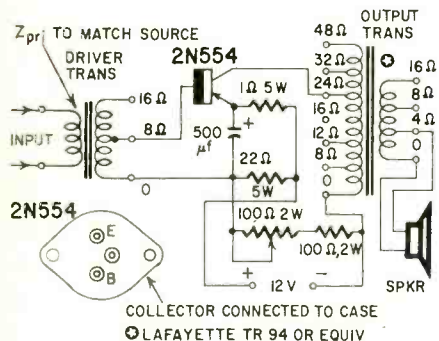 Zpri TO MATCH SOURCE
DRIVER
TRANS
2N554
OUTPUT
TRANS
48Ω
32Ω
24Ω
16Ω
12Ω
8Ω
0
16Ω
8Ω
4Ω
0
16Ω
8Ω
0
INPUT
1Ω 5W
+
500
μf
22Ω
5W
100Ω 2W
100Ω, 2W
+
12V
−
SPKR
2N554
E
B
COLLECTOR CONNECTED TO CASE
✪ LAFAYETTE TR 94 OR EQUIV